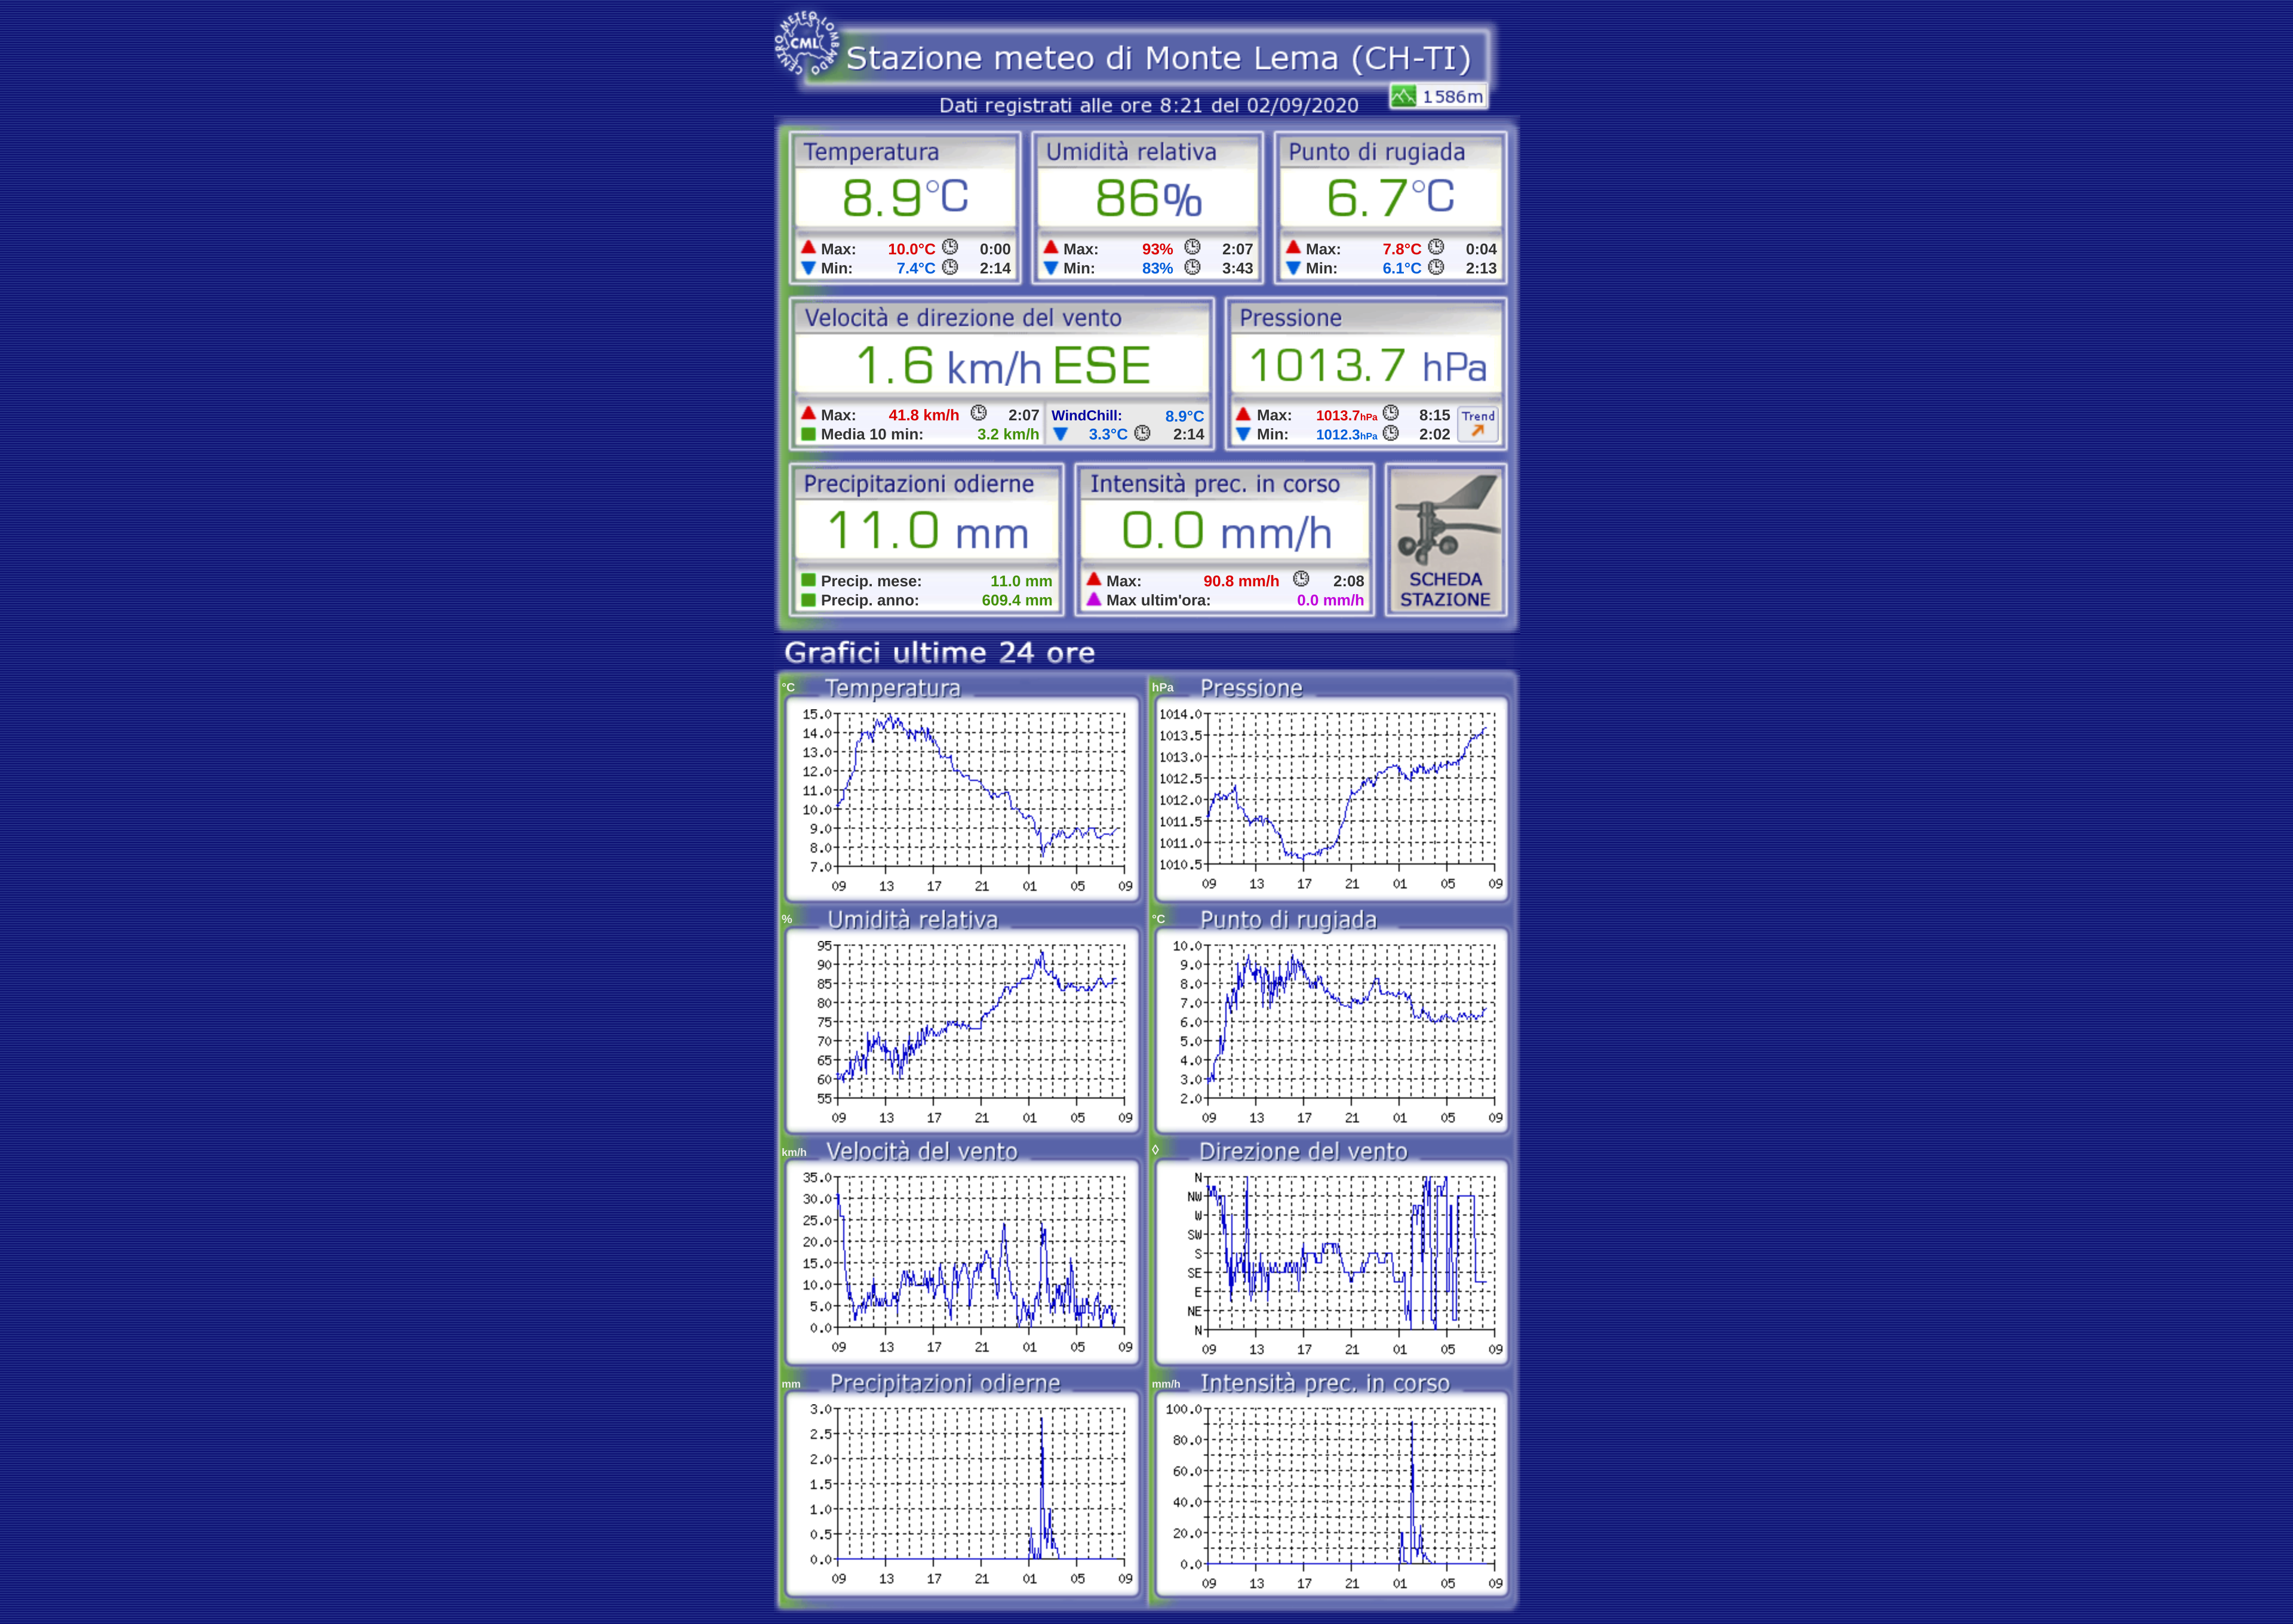 CENTRO METEO LOMBARDO
CML
Stazione meteo di Monte Lema (CH-TI)
1586m
Dati registrati alle ore 8:21 del 02/09/2020
Temperatura
8.9°C
Max: 10.0°C 0:00
Min: 7.4°C 2:14
Umidità relativa
86%
Max: 93% 2:07
Min: 83% 3:43
Punto di rugiada
6.7°C
Max: 7.8°C 0:04
Min: 6.1°C 2:13
Velocità e direzione del vento
1.6 km/h ESE
Max: 41.8 km/h 2:07
Media 10 min: 3.2 km/h
WindChill: 8.9°C
3.3°C 2:14
Pressione
1013.7 hPa
Max: 1013.7hPa 8:15
Min: 1012.3hPa 2:02
Trend
Precipitazioni odierne
11.0 mm
Precip. mese: 11.0 mm
Precip. anno: 609.4 mm
Intensità prec. in corso
0.0 mm/h
Max: 90.8 mm/h 2:08
Max ultim'ora: 0.0 mm/h
SCHEDA
STAZIONE
Grafici ultime 24 ore
°C Temperatura
15.0
14.0
13.0
12.0
11.0
10.0
9.0
8.0
7.0
09 13 17 21 01 05 09
hPa Pressione
1014.0
1013.5
1013.0
1012.5
1012.0
1011.5
1011.0
1010.5
09 13 17 21 01 05 09
% Umidità relativa
95
90
85
80
75
70
65
60
55
09 13 17 21 01 05 09
°C Punto di rugiada
10.0
9.0
8.0
7.0
6.0
5.0
4.0
3.0
2.0
09 13 17 21 01 05 09
km/h Velocità del vento
35.0
30.0
25.0
20.0
15.0
10.0
5.0
0.0
09 13 17 21 01 05 09
◊ Direzione del vento
N
NW
W
SW
S
SE
E
NE
N
09 13 17 21 01 05 09
mm Precipitazioni odierne
3.0
2.5
2.0
1.5
1.0
0.5
0.0
09 13 17 21 01 05 09
mm/h Intensità prec. in corso
100.0
80.0
60.0
40.0
20.0
0.0
09 13 17 21 01 05 09